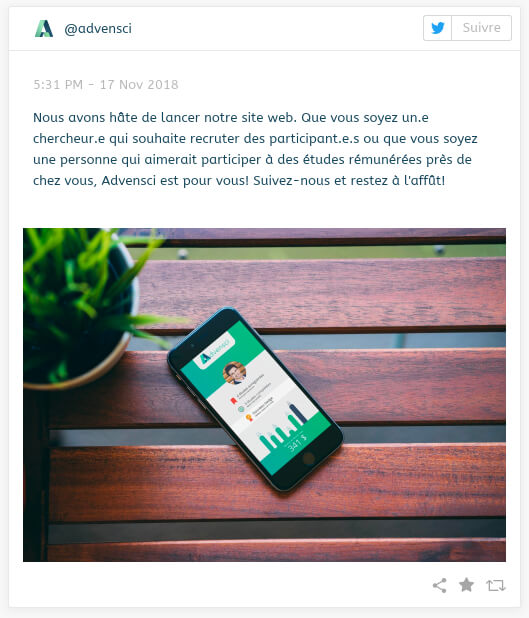 @advensci
Suivre
5:31 PM - 17 Nov 2018
Nous avons hâte de lancer notre site web. Que vous soyez un.e
chercheur.e qui souhaite recruter des participant.e.s ou que vous soyez
une personne qui aimerait participer à des études rémunérées près de
chez vous, Advensci est pour vous! Suivez-nous et restez à l'affût!
Advensci
341 $